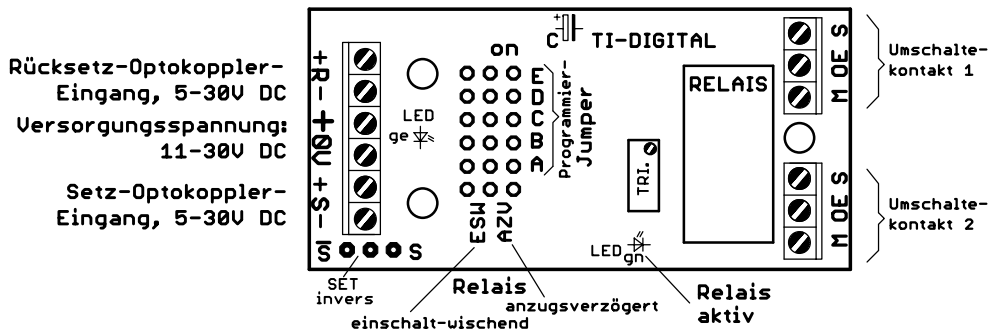 Rücksetz-Optokoppler-
Eingang, 5-30V DC
Versorgungsspannung:
11-30V DC
Setz-Optokoppler-
Eingang, 5-30V DC
+R-
+0V
+S-
S
S
SET
invers
LED
ge
on
E
D
C
B
A
Programmier-
Jumper
ESW
AZV
Relais
einschalt-wischend
anzugsverzögert
C
+
TI-DIGITAL
TRI.
RELAIS
LED
gn
Relais
aktiv
M OE S
M OE S
Umschalte-
kontakt 1
Umschalte-
kontakt 2